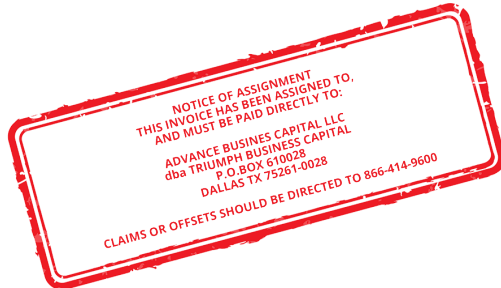 NOTICE OF ASSIGNMENT
THIS INVOICE HAS BEEN ASSIGNED TO,
AND MUST BE PAID DIRECTLY TO:
ADVANCE BUSINES CAPITAL LLC
dba TRIUMPH BUSINESS CAPITAL
P.O.BOX 610028
DALLAS TX 75261-0028
CLAIMS OR OFFSETS SHOULD BE DIRECTED TO 866-414-9600